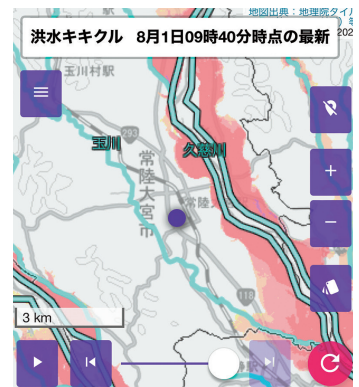 地図出典：地理院タイル
洪水キキクル 8月1日09時40分時点の最新
202
玉川村駅
293
玉川
久慈川
常陸大宮市
常陸大
118
3 km